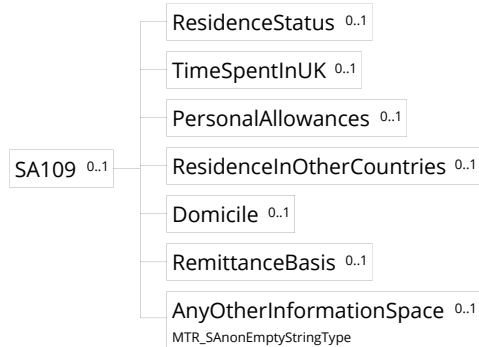 ResidenceStatus 0..1
TimeSpentInUK 0..1
PersonalAllowances 0..1
SA109 0..1
ResidenceInOtherCountries 0..1
Domicile 0..1
RemittanceBasis 0..1
AnyOtherInformationSpace 0..1
MTR_SAnonEmptyStringType